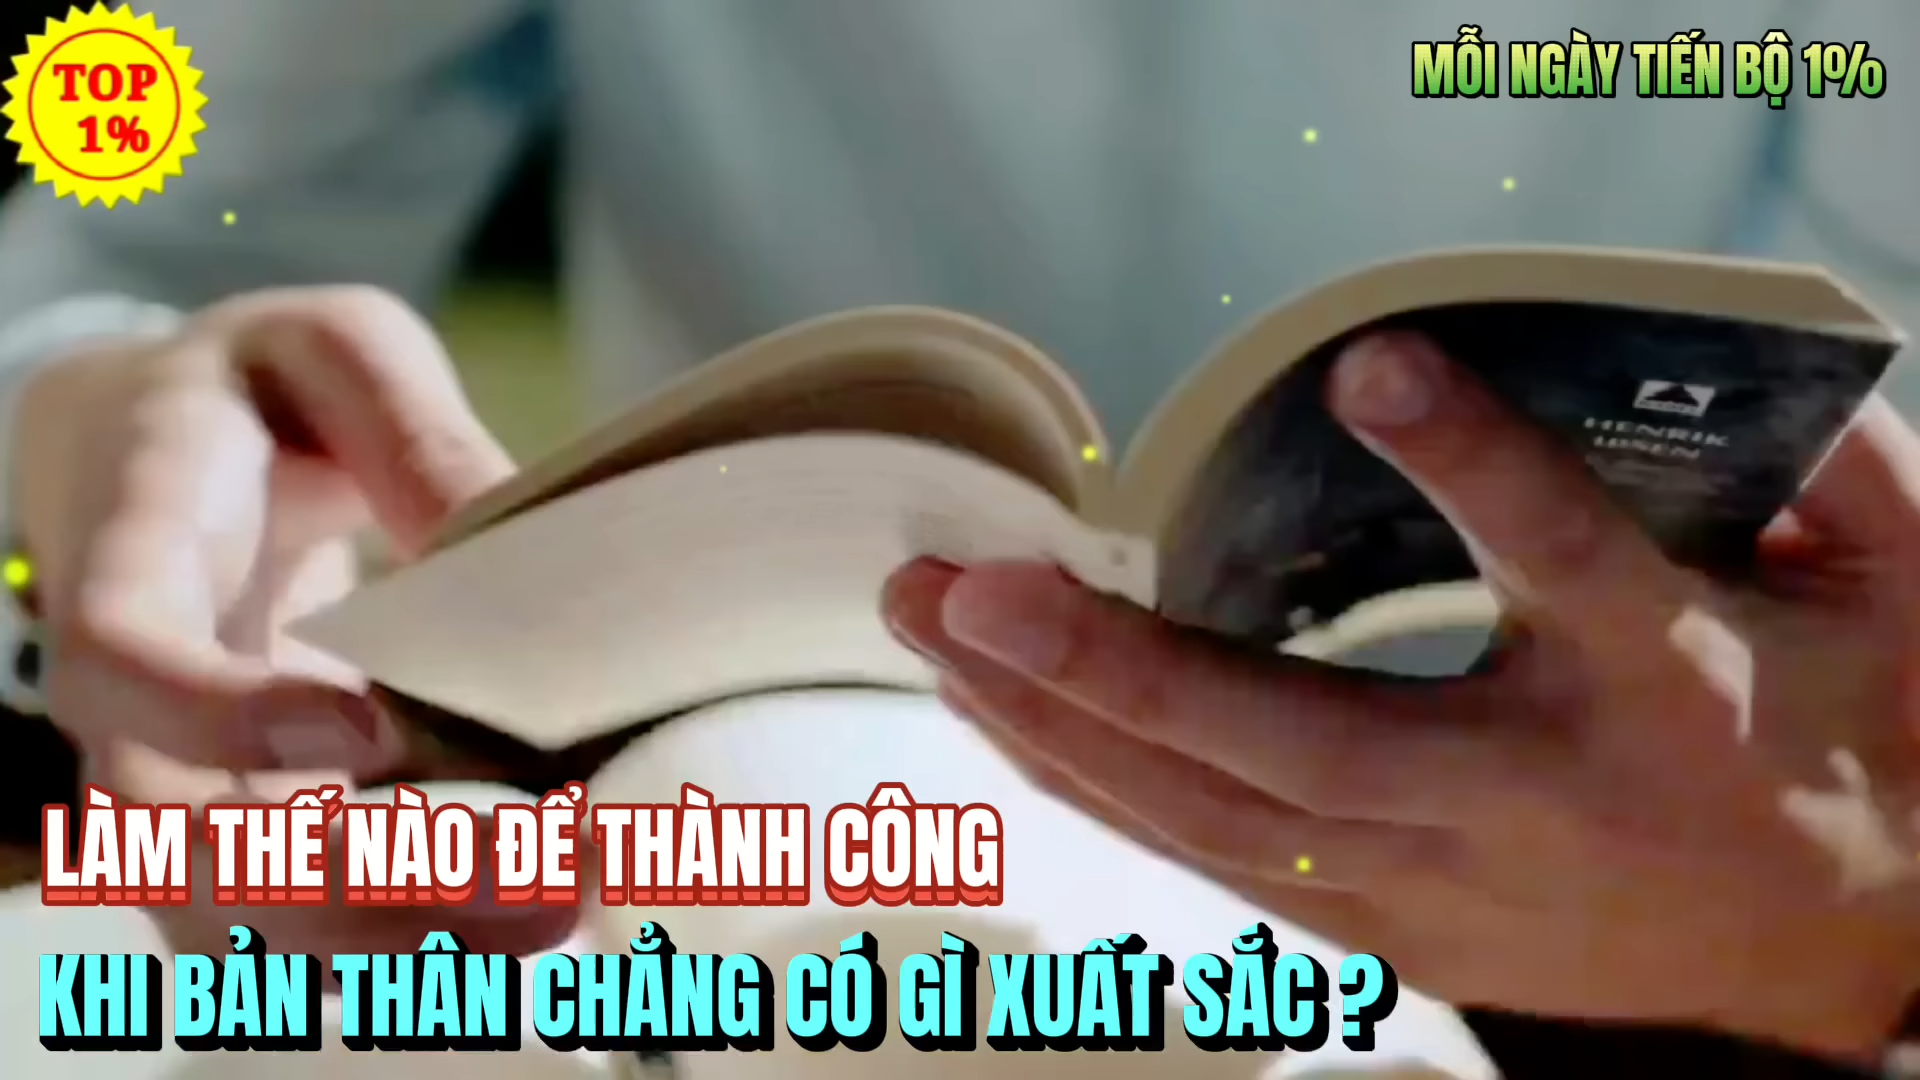 TOP
1%
MỖI NGÀY TIẾN BỘ 1%
HENRIK
IBSEN
LÀM THẾ NÀO ĐỂ THÀNH CÔNG
KHI BẢN THÂN CHẲNG CÓ GÌ XUẤT SẮC ?